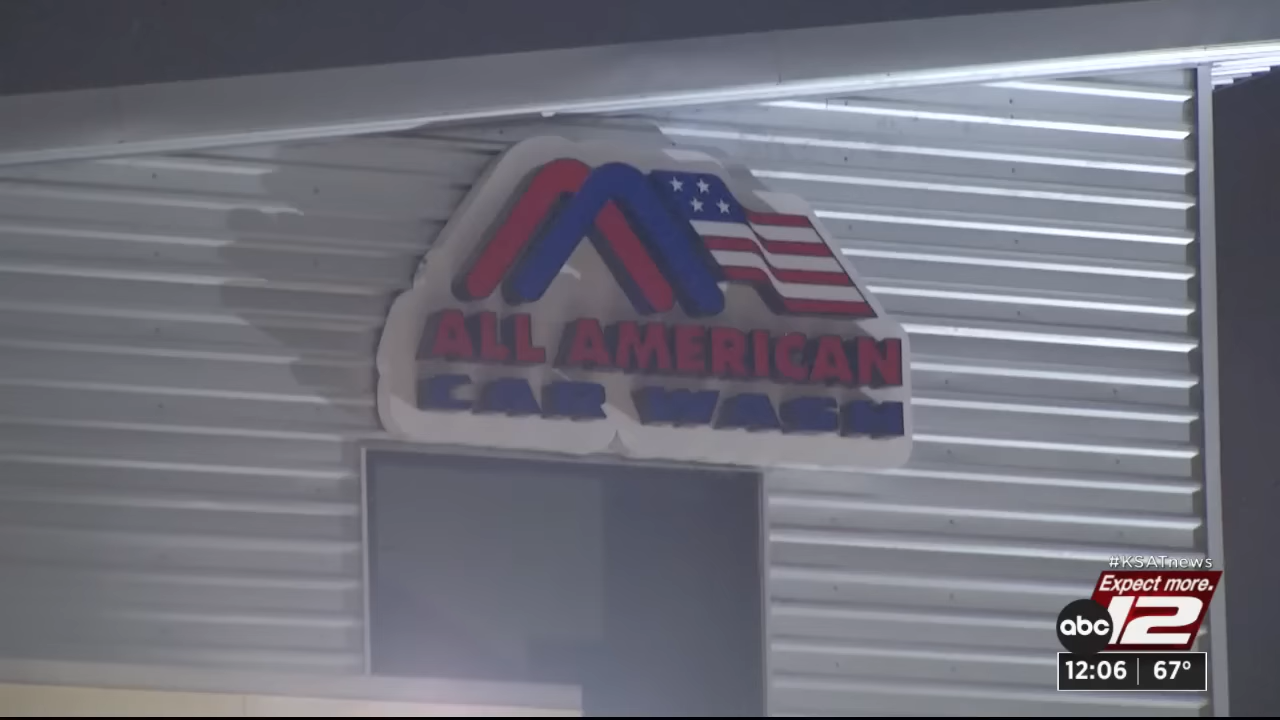 ALL AMERICAN
CAR WASH
#KSATnews
Expect more.
abc 12
12:06 67°